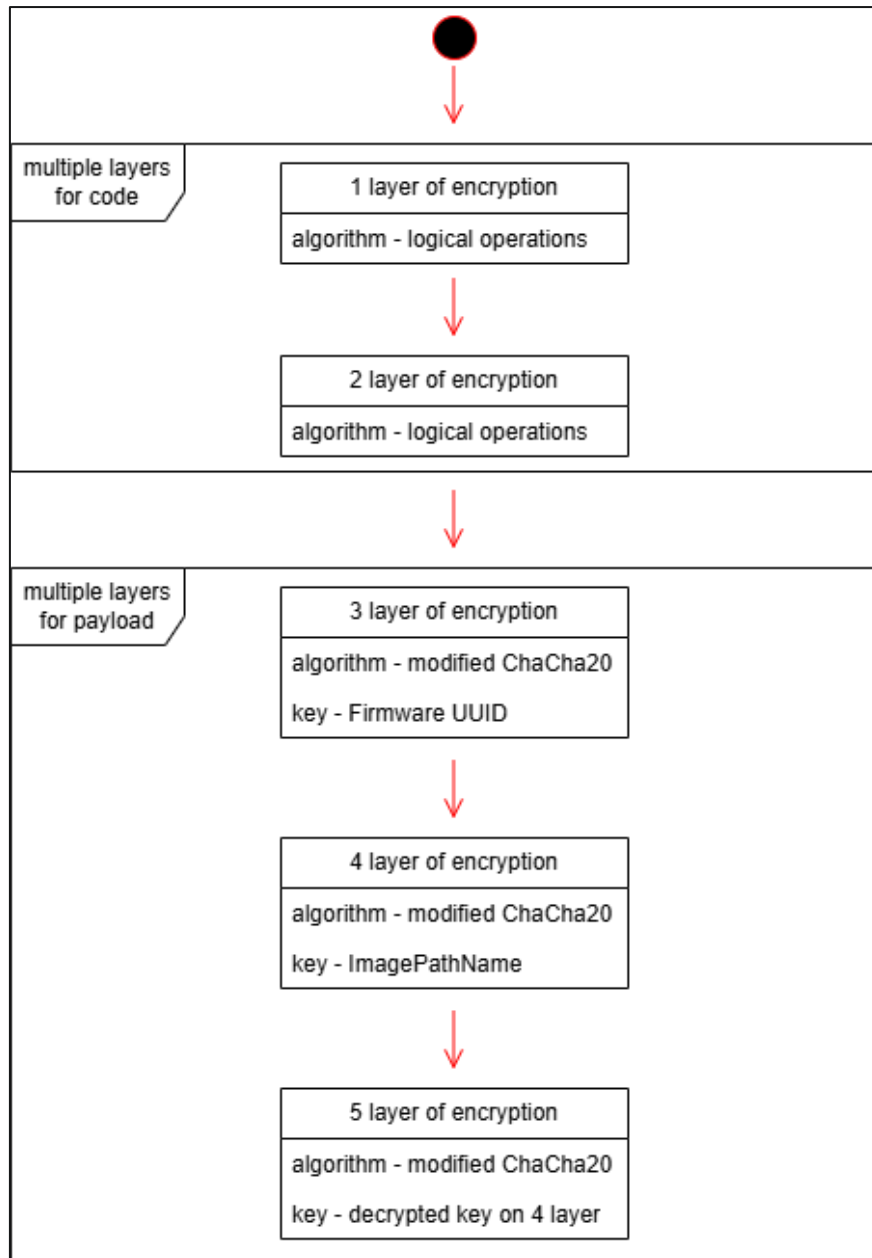 multiple layers
for code
1 layer of encryption
algorithm - logical operations
2 layer of encryption
algorithm - logical operations
multiple layers
for payload
3 layer of encryption
algorithm - modified ChaCha20
key - Firmware UUID
4 layer of encryption
algorithm - modified ChaCha20
key - ImagePathName
5 layer of encryption
algorithm - modified ChaCha20
key - decrypted key on 4 layer